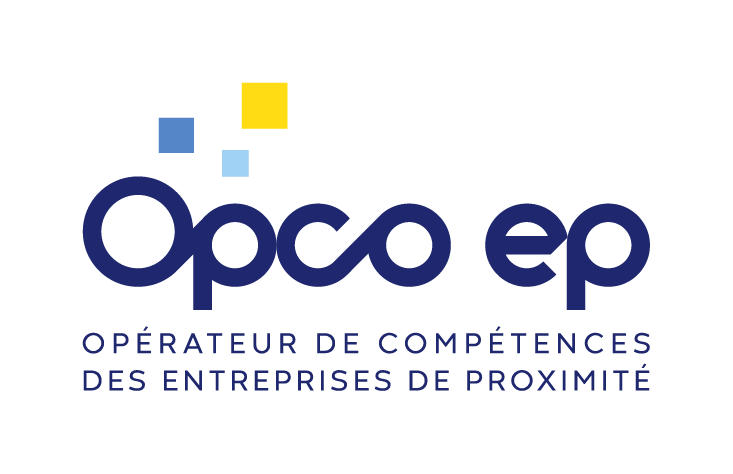 Opco ep
OPÉRATEUR DE COMPÉTENCES
DES ENTREPRISES DE PROXIMITÉ